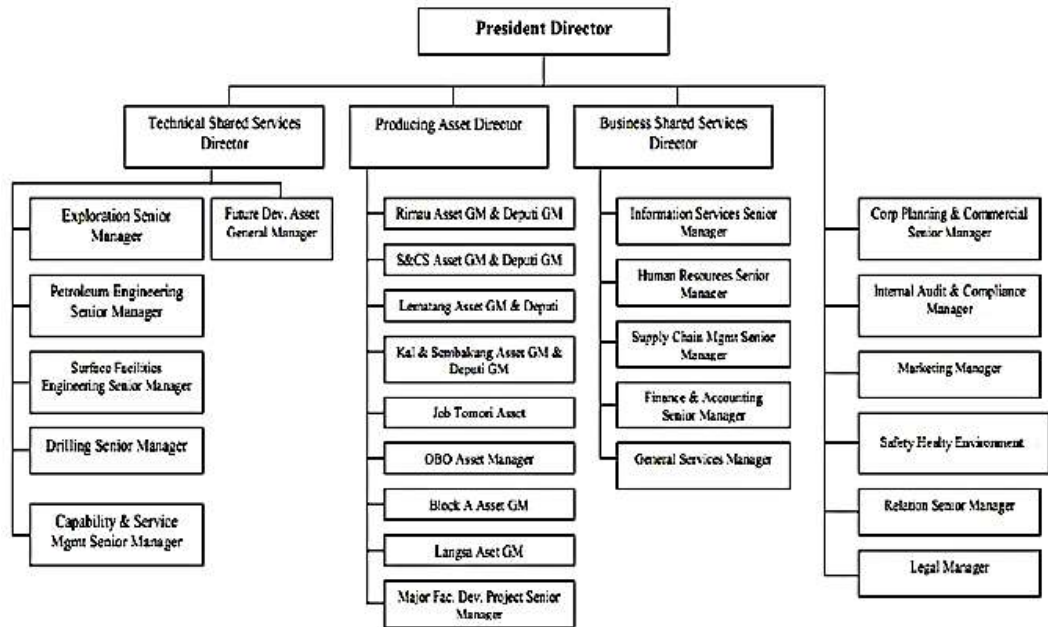 President Director
Technical Shared Services
Director
Producing Asset Director
Business Shared Services
Director
Exploration Senior
Manager
Future Dev. Asset
General Manager
Petroleum Engineering
Senior Manager
Surface Facilities
Engineering Senior Manager
Drilling Senior Manager
Capability & Service
Mgmt Senior Manager
Rimau Asset GM & Deputi GM
S&CS Asset GM & Deputi GM
Lematang Asset GM & Deputi
Kal & Sembakung Asset GM &
Deputi GM
Job Tomori Asset
OBO Asset Manager
Block A Asset GM
Langsa Aset GM
Major Fac. Dev. Project Senior
Manager
Information Services Senior
Manager
Human Resources Senior
Manager
Supply Chain Mgmt Senior
Manager
Finance & Accounting
Senior Manager
General Services Manager
Corp Planning & Commercial
Senior Manager
Internal Audit & Compliance
Manager
Marketing Manager
Safety Healty Environment
Relation Senior Manager
Legal Manager